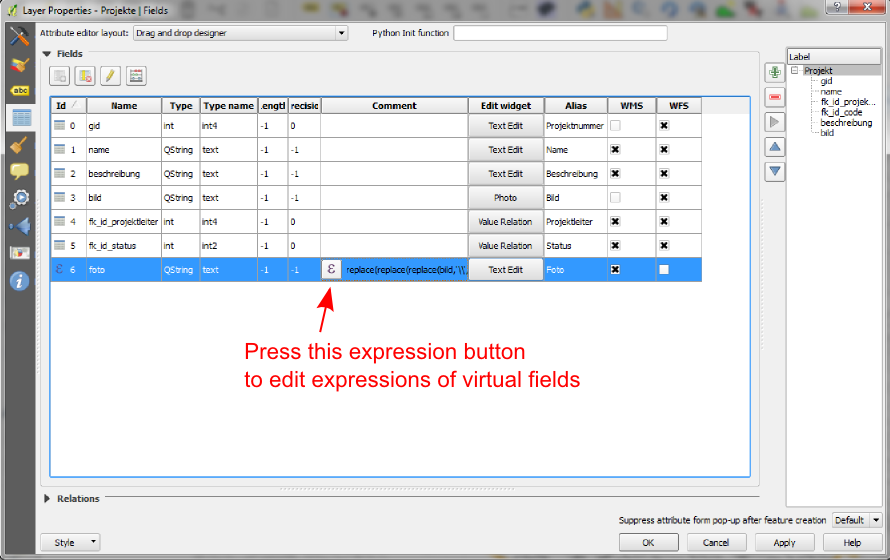 Layer Properties - Projekte | Fields
Attribute editor layout: Drag and drop designer Python Init function
Fields
Label
Projekt
gid
name
fk_id_projek...
fk_id_code
beschreibung
bild
Id Name Type Type name .engtl recisio Comment Edit widget Alias WMS WFS
0 gid int int4 -1 0 Text Edit Projektnummer
1 name QString text -1 -1 Text Edit Name
2 beschreibung QString text -1 -1 Text Edit Beschreibung
3 bild QString text -1 -1 Photo Bild
4 fk_id_projektleiter int int4 -1 0 Value Relation Projektleiter
5 fk_id_status int int2 -1 0 Value Relation Status
ε 6 foto QString text -1 -1 ε replace(replace(replace(bild,'\\', Text Edit Foto
Press this expression button
to edit expressions of virtual fields
Relations
Suppress attribute form pop-up after feature creation Default
Style OK Cancel Apply Help